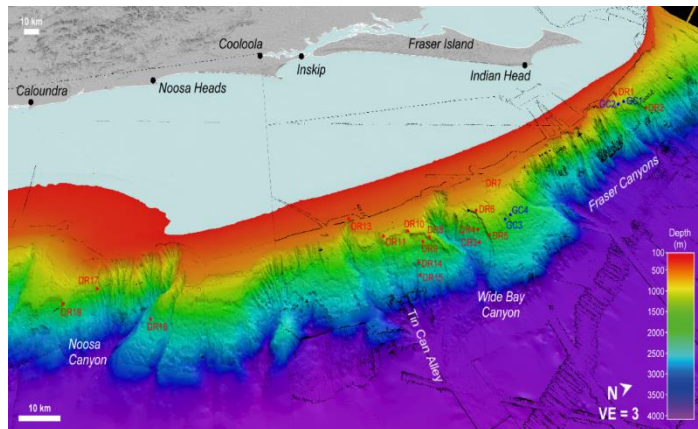 10 km
Cooloola
Fraser Island
Inskip
Indian Head
Caloundra
Noosa Heads
DR1
GC2
GC1
DR2
DR7
DR6
GC4
GC3
DR13
DR10
DR11
DR4
DR5
DR3
DR9
DR14
DR15
DR17
DR18
DR16
Fraser Canyons
Wide Bay
Canyon
Tin Can Alley
Noosa
Canyon
Depth
(m)
100
500
1000
1500
2000
2500
3000
3500
4000
N
VE = 3
10 km